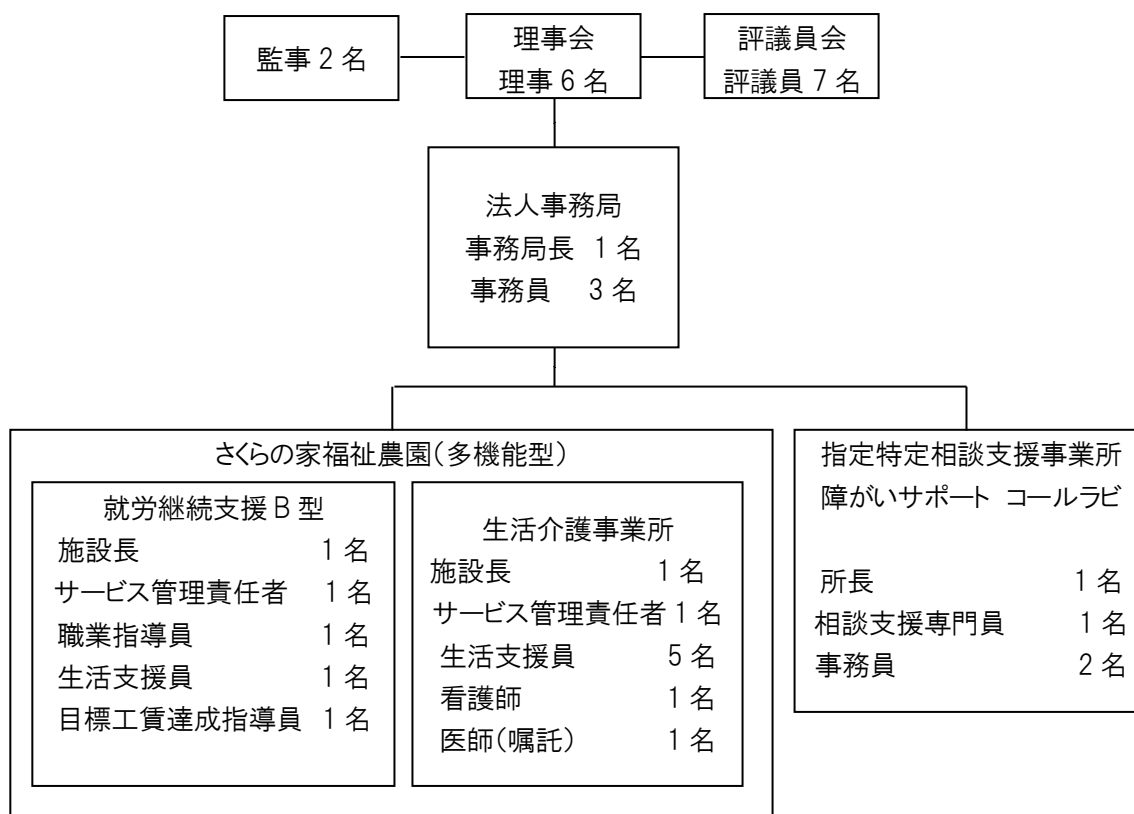 監事2名
理事会
理事6名
評議員会
評議員7名
法人事務局
事務局長 1名
事務員 3名
さくらの家福祉農園(多機能型)
就労継続支援B型
施設長 1名
サービス管理責任者 1名
職業指導員 1名
生活支援員 1名
目標工賃達成指導員 1名
生活介護事業所
施設長 1名
サービス管理責任者1名
生活支援員 5名
看護師 1名
医師(嘱託) 1名
指定特定相談支援事業所
障がいサポート コールラビ
所長 1名
相談支援専門員 1名
事務員 2名